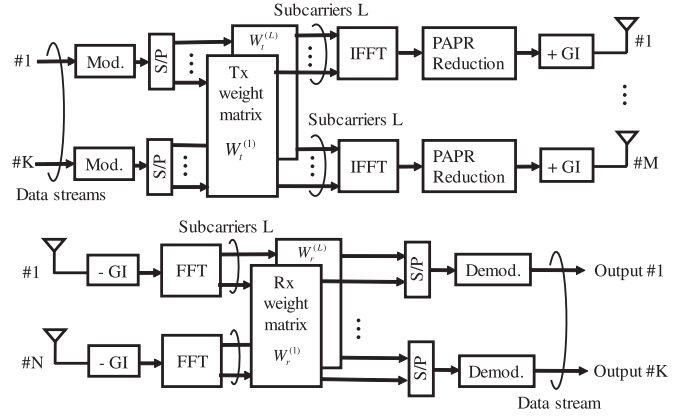 Subcarriers L
#1
Mod.
S/P
W_t^{(L)}
Tx
weight
matrix
W_t^{(1)}
IFFT
PAPR
Reduction
+ GI
#1
Subcarriers L
#K
Mod.
S/P
IFFT
PAPR
Reduction
+ GI
#M
Data streams
Subcarriers L
#1
- GI
FFT
W_r^{(L)}
Rx
weight
matrix
W_r^{(1)}
S/P
Demod.
Output #1
#N
- GI
FFT
S/P
Demod.
Output #K
Data stream